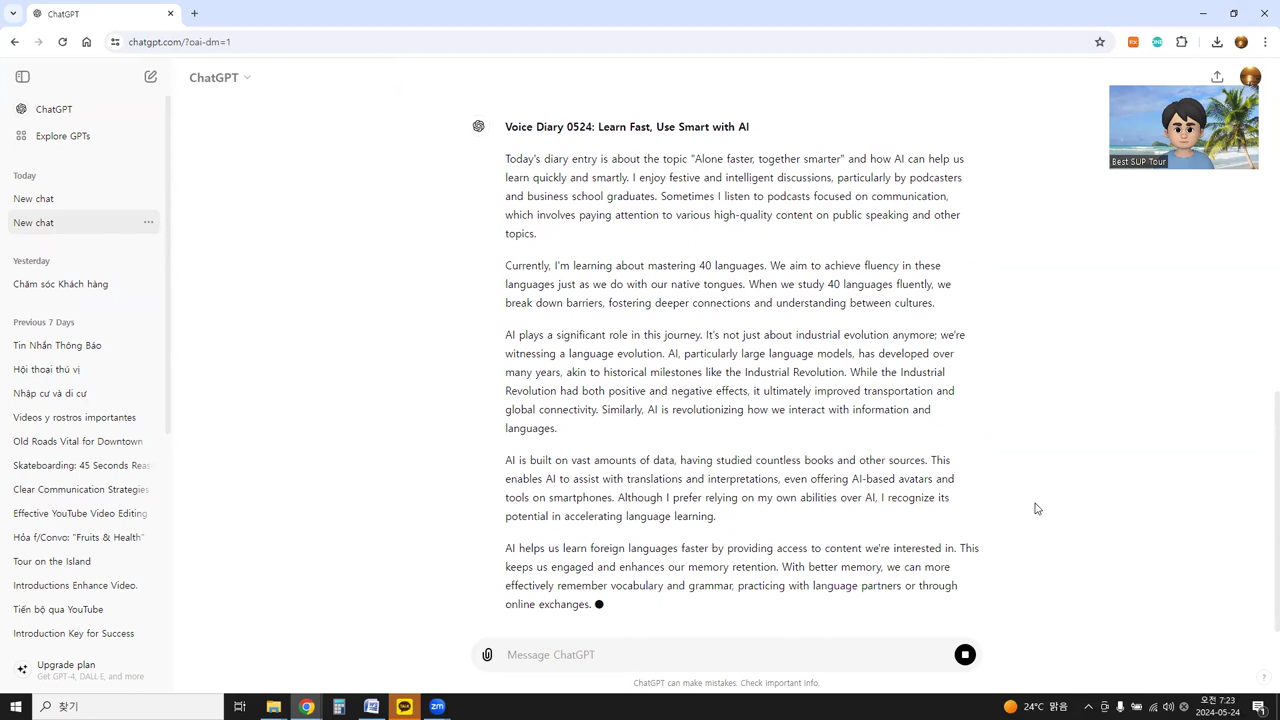 ChatGPT
chatgpt.com/?oai-dm=1
ChatGPT
ChatGPT
Explore GPTs
Today
New chat
New chat
Yesterday
Chăm sóc Khách hàng
Previous 7 Days
Tin Nhắn Thông Báo
Hội thoại thú vị
Nhập cư và di cư
Videos y rostros importantes
Old Roads Vital for Downtown
Skateboarding: 45 Seconds Reas
Clear Communication Strategies
Effective YouTube Video Editing
Hỏa f/Convo: "Fruits & Health"
Tour on the Island
Introductions Enhance Video.
Tiến bộ qua YouTube
Introduction Key for Success
Upgrade plan
Get GPT-4, DALL·E, and more
Best SUP Tour
Voice Diary 0524: Learn Fast, Use Smart with AI
Today's diary entry is about the topic "Alone faster, together smarter" and how AI can help us
learn quickly and smartly. I enjoy festive and intelligent discussions, particularly by podcasters
and business school graduates. Sometimes I listen to podcasts focused on communication,
which involves paying attention to various high-quality content on public speaking and other
topics.
Currently, I'm learning about mastering 40 languages. We aim to achieve fluency in these
languages just as we do with our native tongues. When we study 40 languages fluently, we
break down barriers, fostering deeper connections and understanding between cultures.
AI plays a significant role in this journey. It's not just about industrial evolution anymore; we're
witnessing a language evolution. AI, particularly large language models, has developed over
many years, akin to historical milestones like the Industrial Revolution. While the Industrial
Revolution had both positive and negative effects, it ultimately improved transportation and
global connectivity. Similarly, AI is revolutionizing how we interact with information and
languages.
AI is built on vast amounts of data, having studied countless books and other sources. This
enables AI to assist with translations and interpretations, even offering AI-based avatars and
tools on smartphones. Although I prefer relying on my own abilities over AI, I recognize its
potential in accelerating language learning.
AI helps us learn foreign languages faster by providing access to content we're interested in. This
keeps us engaged and enhances our memory retention. With better memory, we can more
effectively remember vocabulary and grammar, practicing with language partners or through
online exchanges.
Message ChatGPT
ChatGPT can make mistakes. Check important info.
찾기
zm
24°C 맑음
오전 7:23
2024-05-24